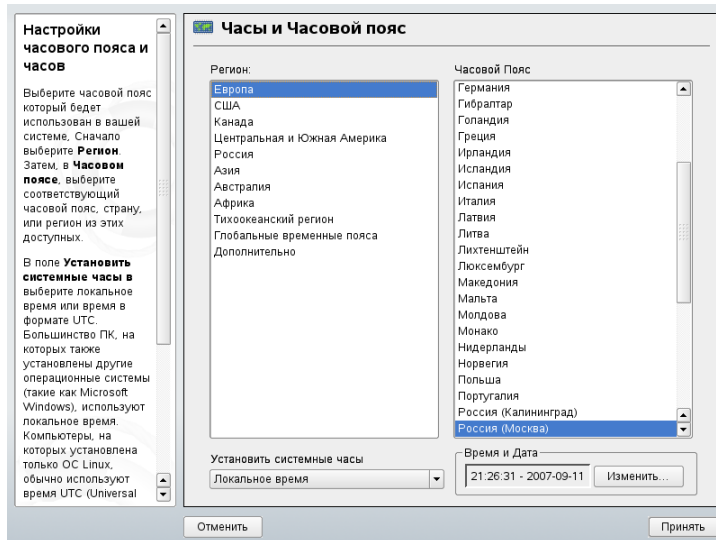 Настройки
часового пояса и
часов
Выберите часовой пояс
который бедет
использован в вашей
системе, Сначало
выберите Регион.
Затем, в Часовом
поясе, выберите
соответствующий
часовой пояс, страну,
или регион из этих
доступных.
В поле Установить
системные часы в
выберите локальное
время или время в
формате UTC.
Большинство ПК, на
которых также
установлены другие
операционные системы
(такие как Microsoft
Windows), используют
локальное время.
Компьютеры, на
которых установлена
только ОС Linux,
обычно используют
время UTC (Universal
Часы и Часовой пояс
Регион:
Европа
США
Канада
Центральная и Южная Америка
Россия
Азия
Австралия
Африка
Тихоокеанский регион
Глобальные временные пояса
Дополнительно
Часовой Пояс
Германия
Гибралтар
Голандия
Греция
Ирландия
Исландия
Испания
Италия
Латвия
Литва
Лихтенштейн
Люксембург
Македония
Мальта
Молдова
Монако
Нидерланды
Норвегия
Польша
Португалия
Россия (Калининград)
Россия (Москва)
Установить системные часы
Локальное время
Время и Дата
21:26:31 - 2007-09-11
Изменить...
Отменить
Принять